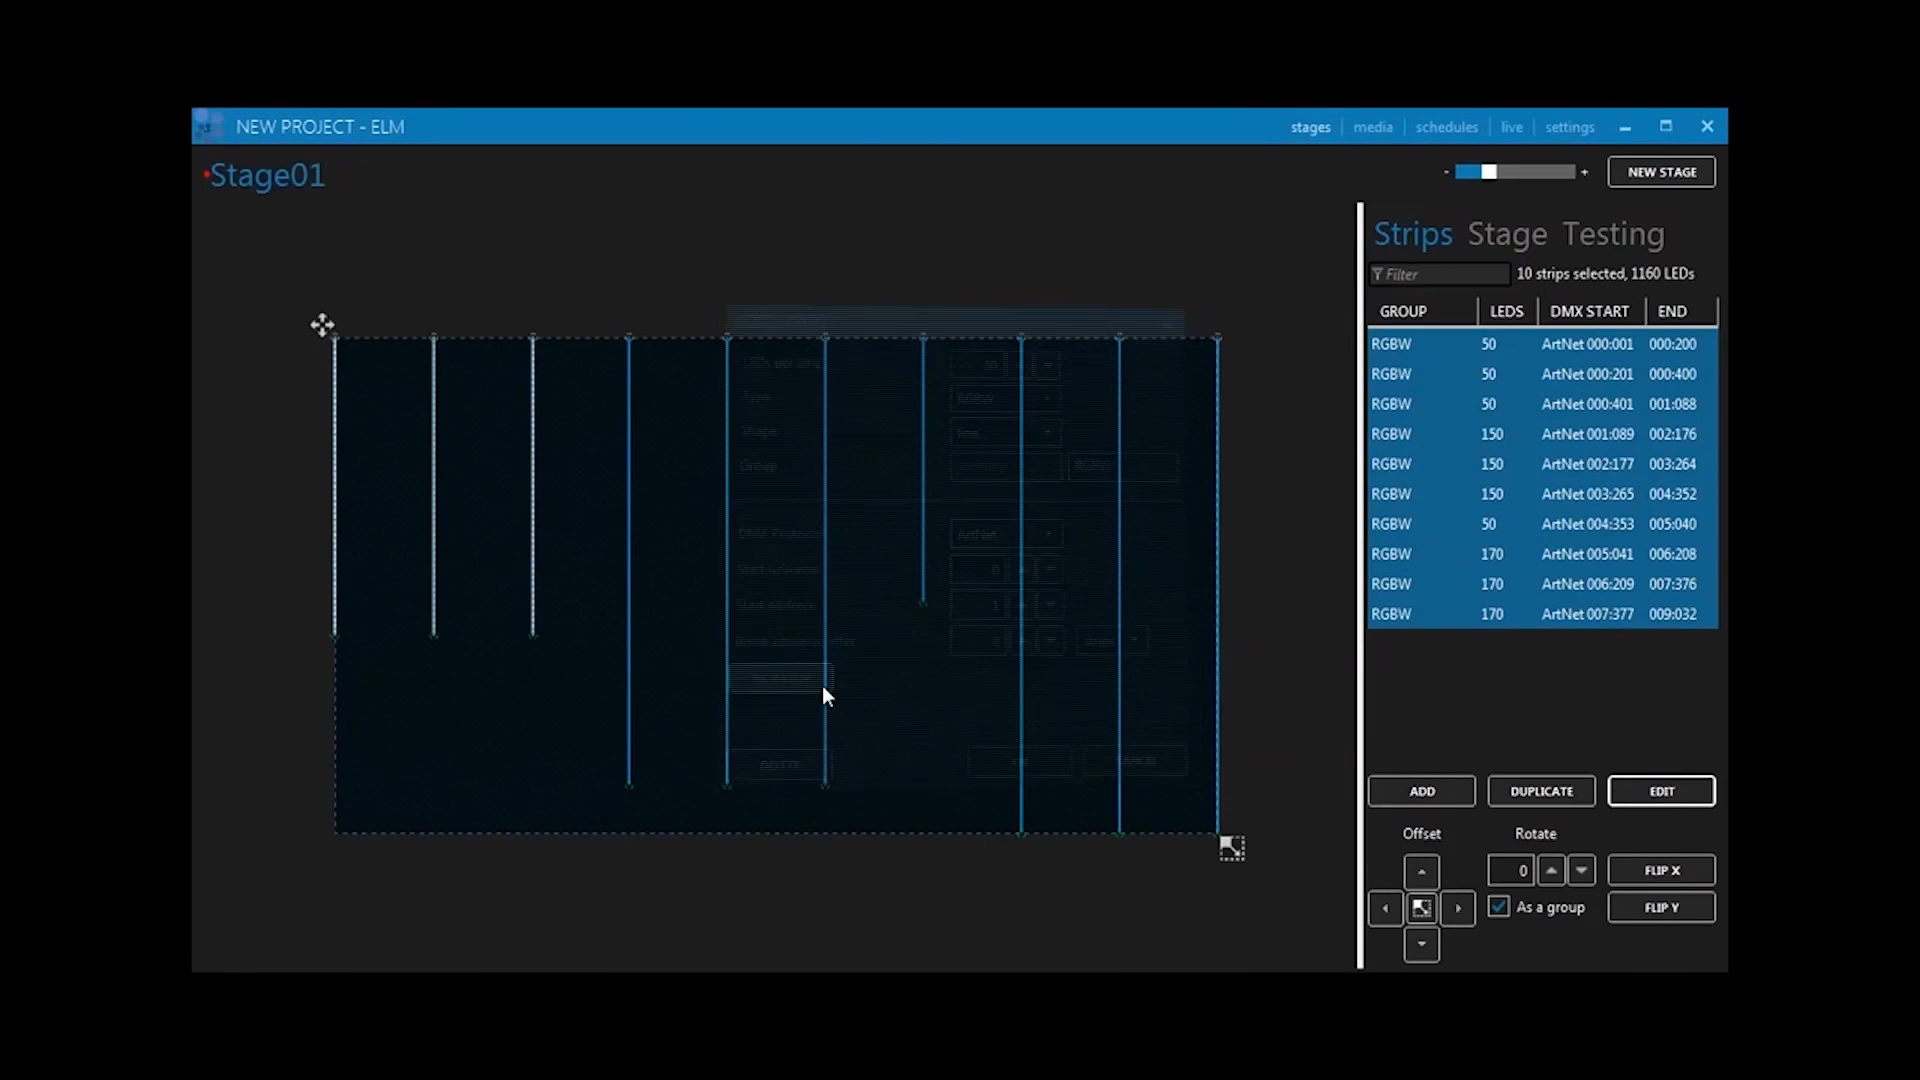 NEW PROJECT - ELM
stages media schedules live settings
Stage01
- +
NEW STAGE
Strips Stage Testing
Filter 10 strips selected, 1160 LEDs
GROUP LEDS DMX START END
RGBW 50 ArtNet 000:001 000:200
RGBW 50 ArtNet 000:201 000:400
RGBW 50 ArtNet 000:401 001:088
RGBW 150 ArtNet 001:089 002:176
RGBW 150 ArtNet 002:177 003:264
RGBW 150 ArtNet 003:265 004:352
RGBW 50 ArtNet 004:353 005:040
RGBW 170 ArtNet 005:041 006:208
RGBW 170 ArtNet 006:209 007:376
RGBW 170 ArtNet 007:377 009:032
Group
ArtNet
ADD DUPLICATE EDIT
Offset Rotate
0 FLIP X
As a group FLIP Y